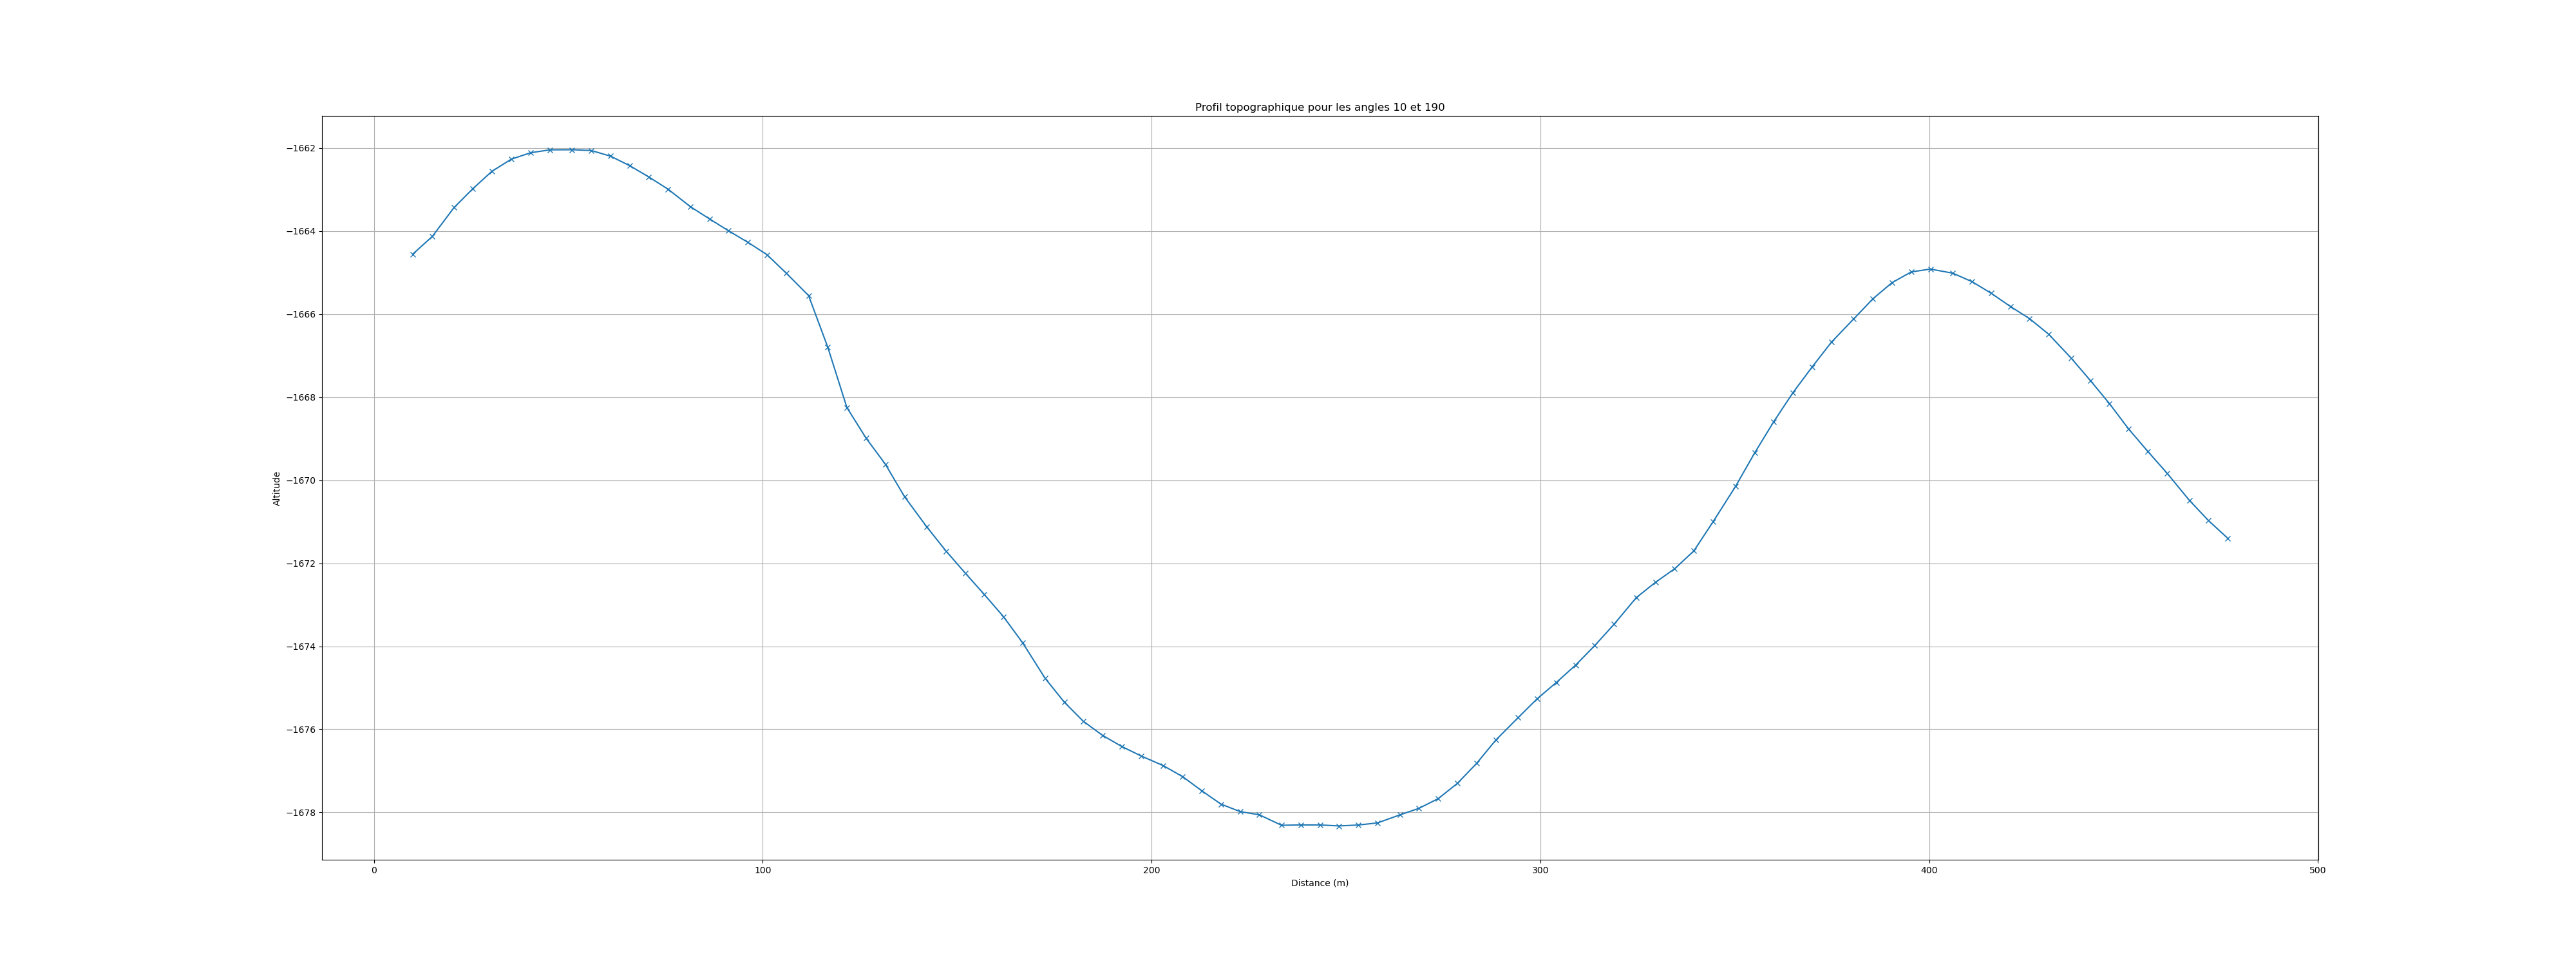 Profil topographique pour les angles 10 et 190
−1662
−1664
−1666
−1668
−1670
−1672
−1674
−1676
−1678
Altitude
0 100 200 300 400 500
Distance (m)